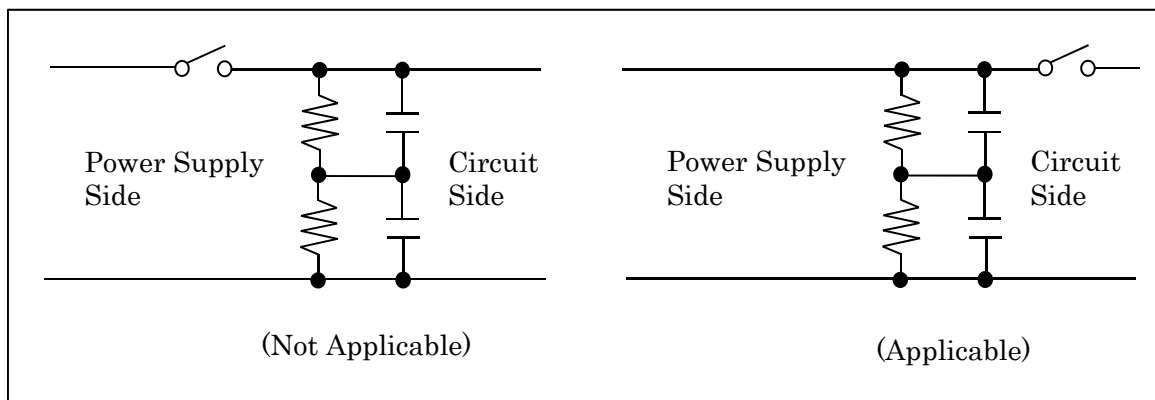 Power Supply
Side
Circuit
Side
(Not Applicable)
Power Supply
Side
Circuit
Side
(Applicable)